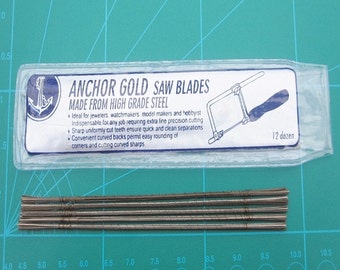 ANCHOR GOLD SAW BLADES
MADE FROM HIGH GRADE STEEL
• Ideal for jewelers, watchmakers, model makers and hobbyist
Indispensable for any job requiring extra fine precision cutting
• Sharp uniformly cut teeth ensure quick and clean separations
• Convenient curved backs permit easy rounding of
corners and cutting curved sharps
12 dozen